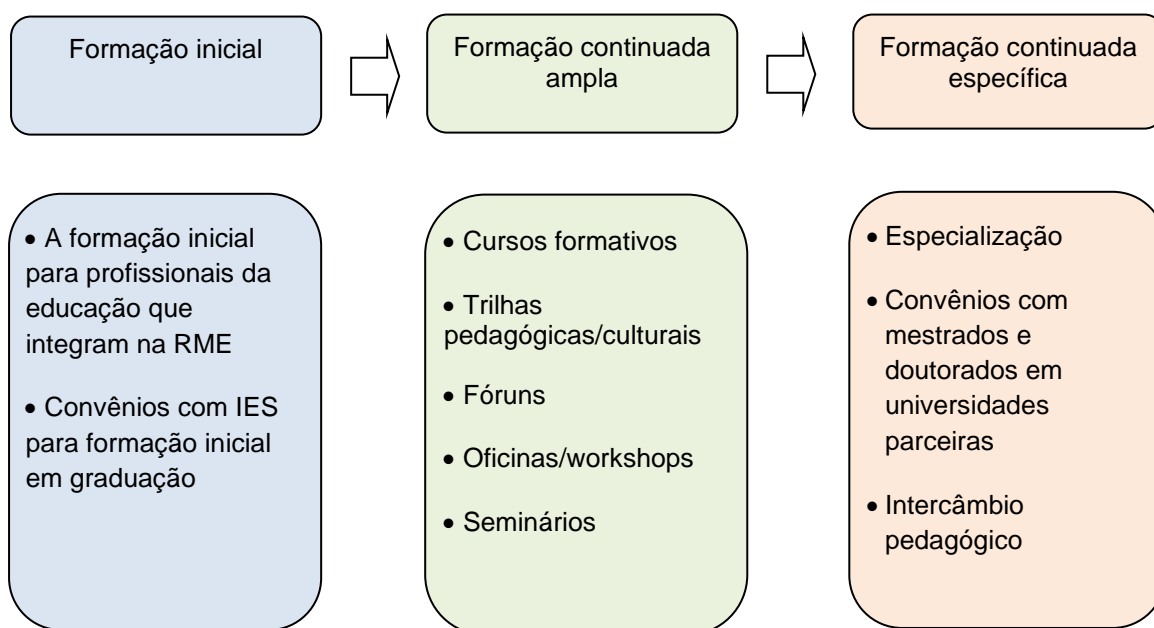 Formação inicial
Formação continuada
ampla
Formação continuada
específica
• A formação inicial
para profissionais da
educação que
integram na RME
• Convênios com IES
para formação inicial
em graduação
• Cursos formativos
• Trilhas
pedagógicas/culturais
• Fóruns
• Oficinas/workshops
• Seminários
• Especialização
• Convênios com
mestrados e
doutorados em
universidades
parceiras
• Intercâmbio
pedagógico